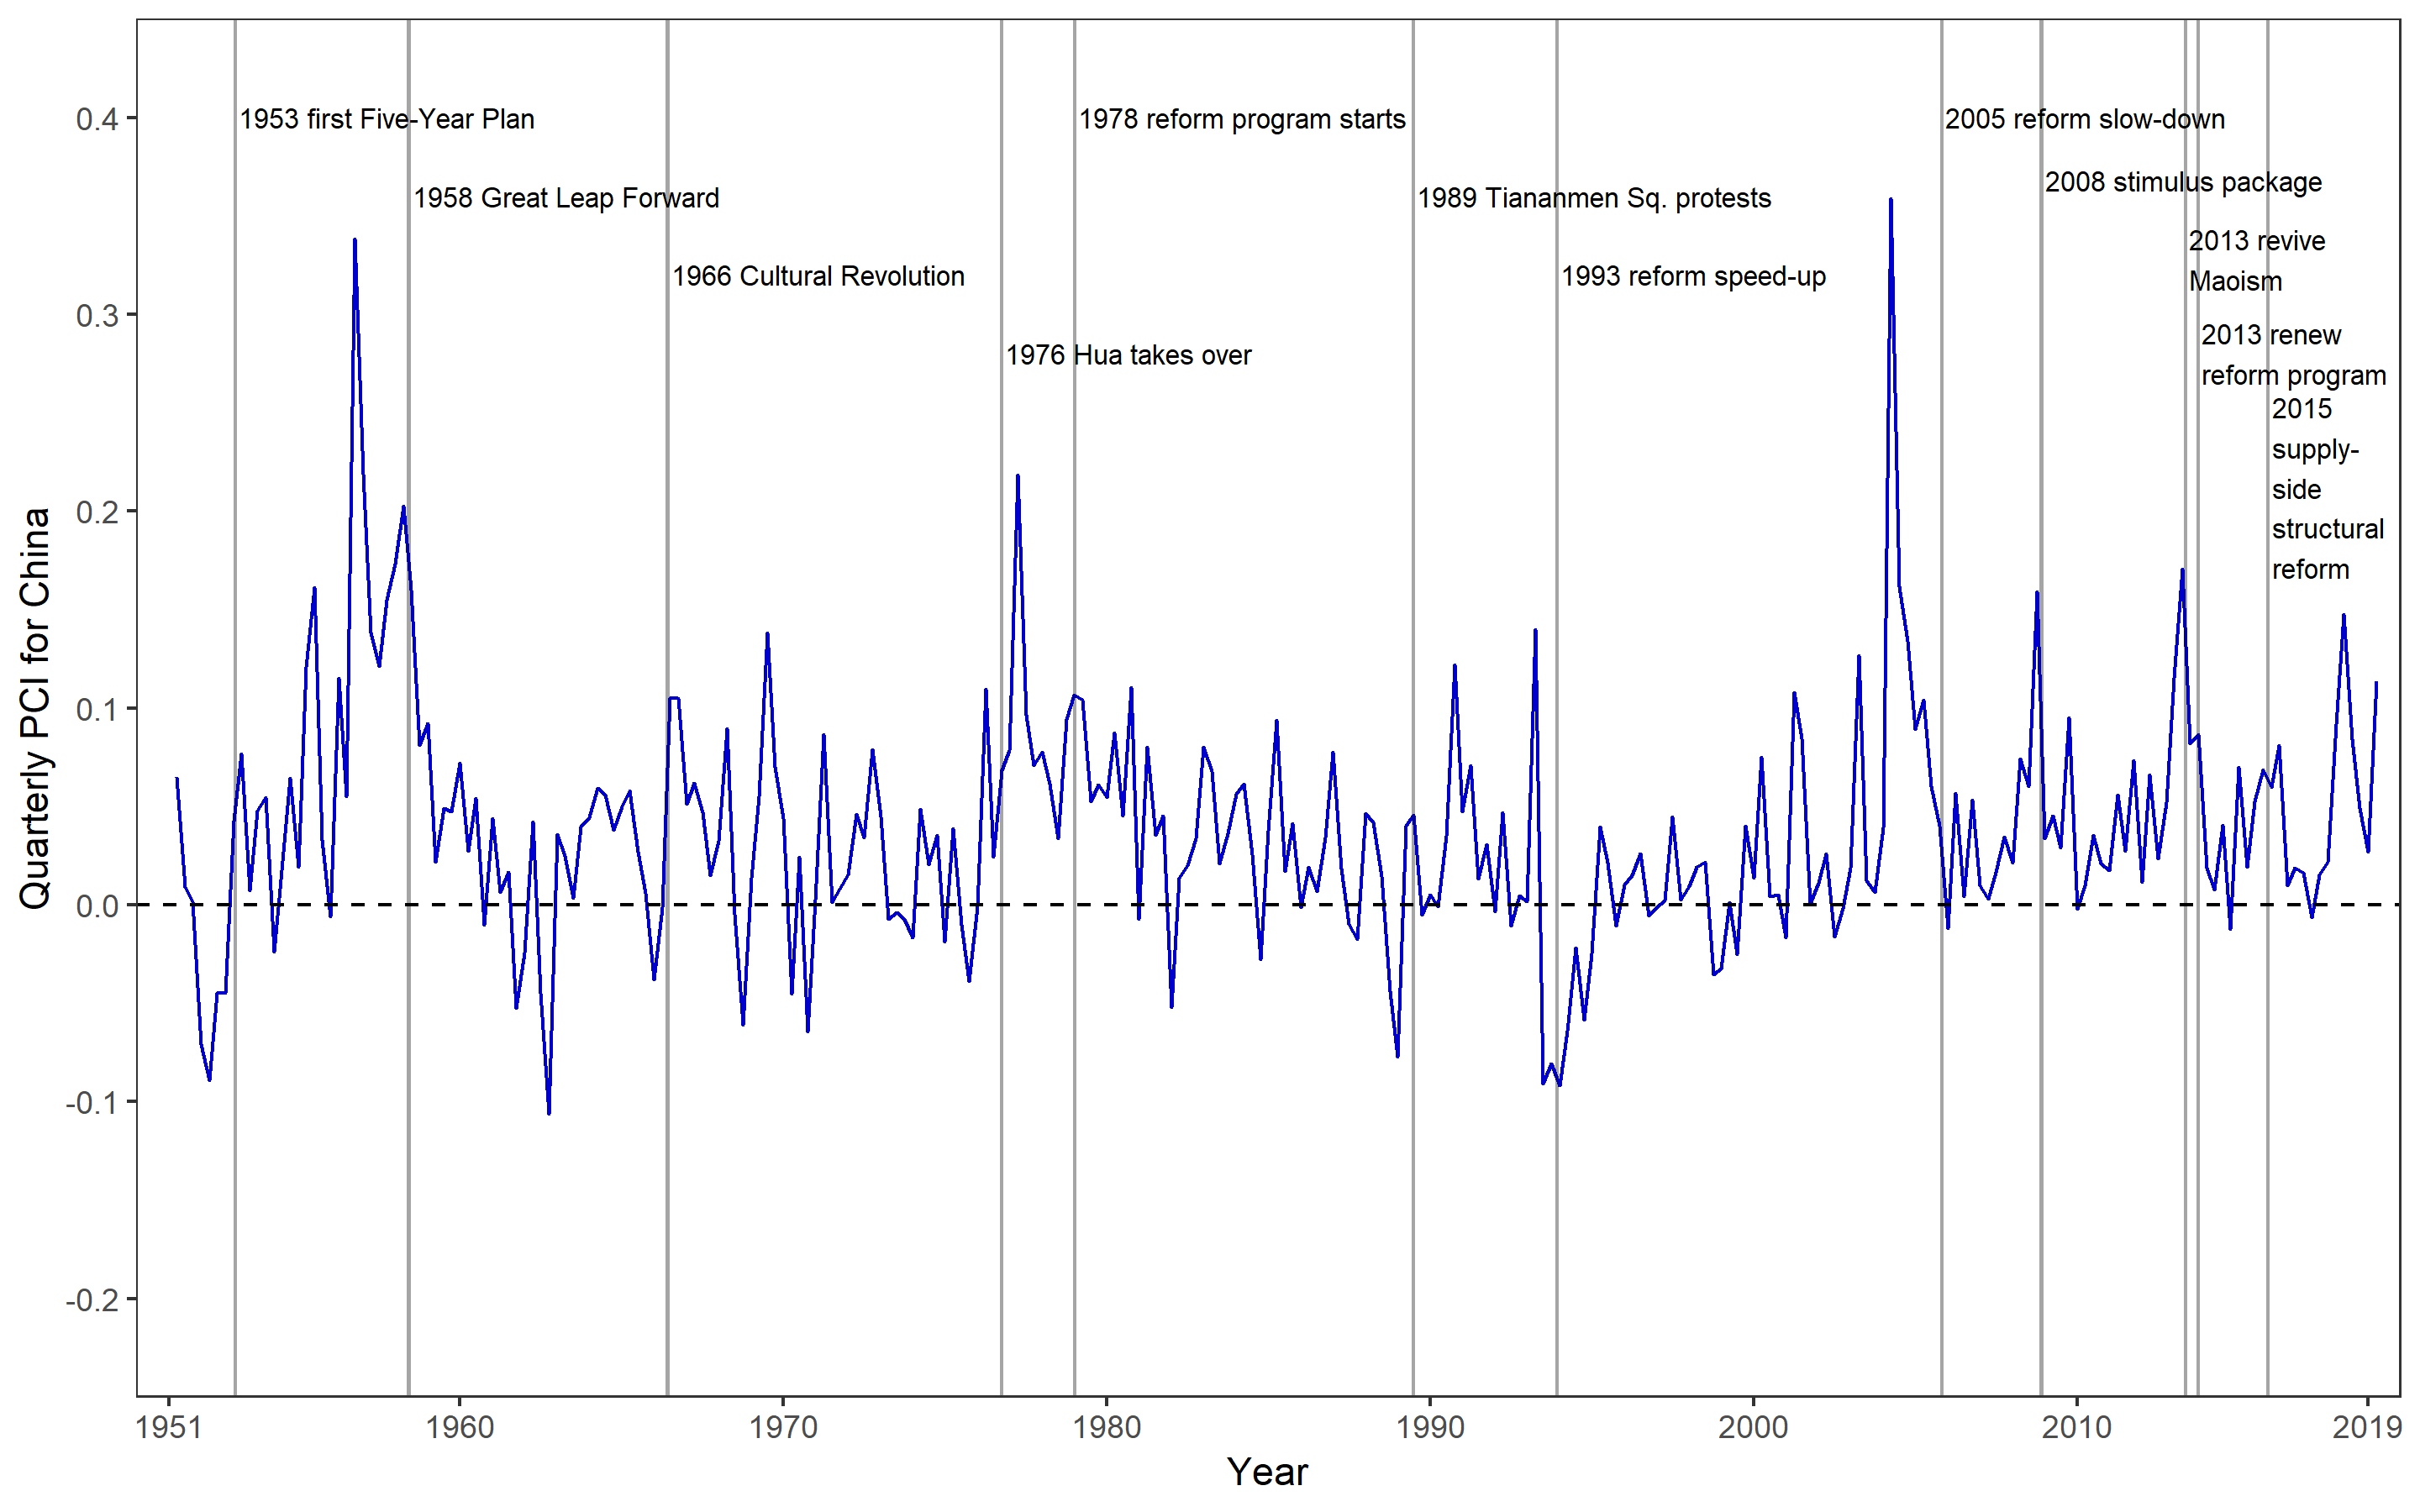 0.4
0.3
0.2
0.1
0.0
-0.1
-0.2
Quarterly PCI for China
1953 first Five-Year Plan
1958 Great Leap Forward
1966 Cultural Revolution
1976 Hua takes over
1978 reform program starts
1989 Tiananmen Sq. protests
1993 reform speed-up
2005 reform slow-down
2008 stimulus package
2013 revive
Maoism
2013 renew
reform program
2015
supply-
side
structural
reform
1951
1960
1970
1980
1990
2000
2010
2019
Year